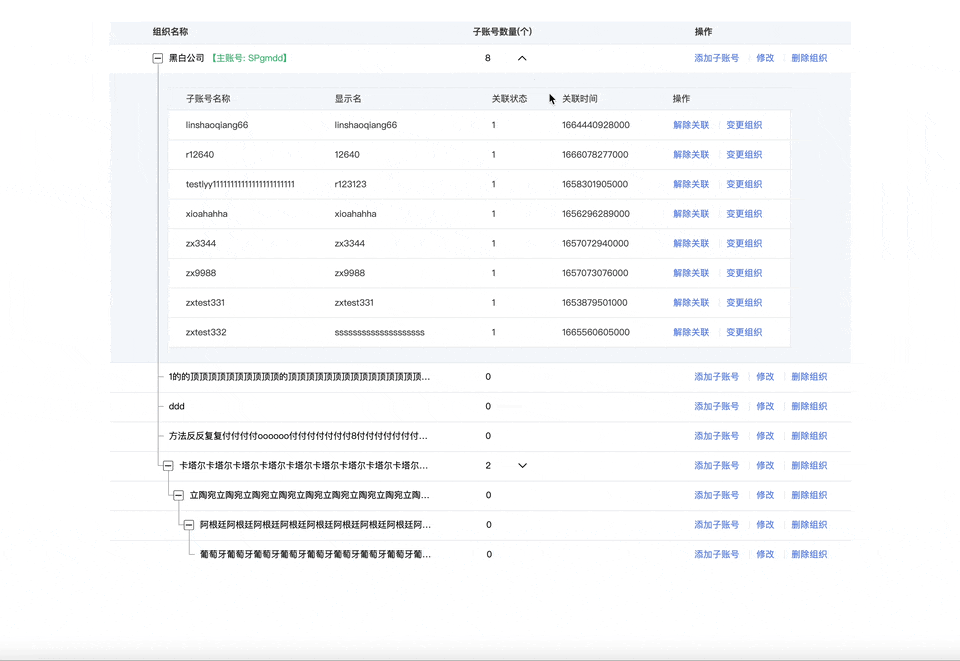 组织名称 子账号数量(个) 操作
黑白公司 【主账号: SPgmdd】 8 添加子账号 修改 删除组织
子账号名称 显示名 关联状态 关联时间 操作
linshaoqiang66 linshaoqiang66 1 1664440928000 解除关联 变更组织
r12640 12640 1 1666078277000 解除关联 变更组织
r123123 1 1658301905000 解除关联 变更组织
xioahahha xioahahha 1 1656296289000 解除关联 变更组织
zx3344 zx3344 1 1657072940000 解除关联 变更组织
zx9988 zx9988 1 1657073076000 解除关联 变更组织
zxtest331 zxtest331 1 1653879501000 解除关联 变更组织
zxtest332 sssssssssssssssssss 1 1665560605000 解除关联 变更组织
1的的顶顶顶顶顶顶顶顶顶顶的顶顶顶顶顶顶顶顶顶顶顶顶顶顶顶... 0 添加子账号 修改 删除组织
ddd 0 添加子账号 修改 删除组织
方法反反复复付付付付oooooo付付付付付付付8付付付付付付付... 0 添加子账号 修改 删除组织
卡塔尔卡塔尔卡塔尔卡塔尔卡塔尔卡塔尔卡塔尔卡塔尔卡塔尔... 2 添加子账号 修改 删除组织
立陶宛立陶宛立陶宛立陶宛立陶宛立陶宛立陶宛立陶宛立陶... 0 添加子账号 修改 删除组织
阿根廷阿根廷阿根廷阿根廷阿根廷阿根廷阿根廷阿根廷阿... 0 添加子账号 修改 删除组织
葡萄牙葡萄牙葡萄牙葡萄牙葡萄牙葡萄牙葡萄牙葡萄牙葡... 0 添加子账号 修改 删除组织